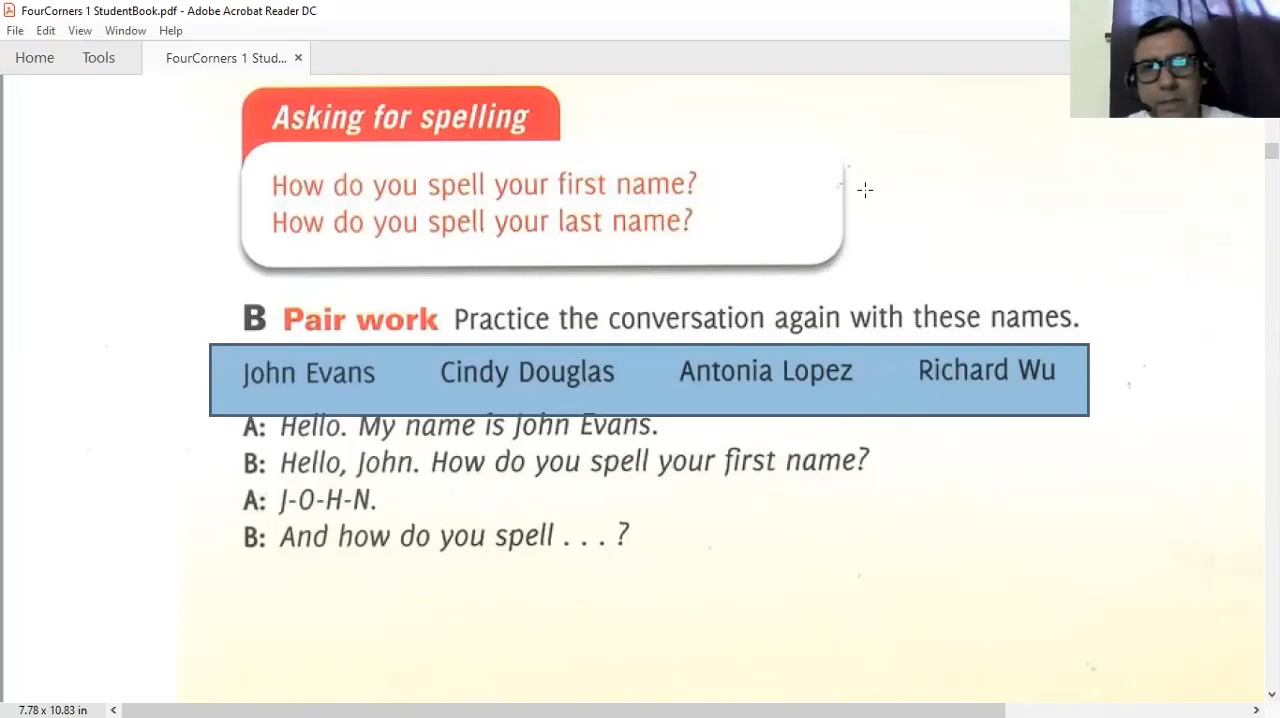 FourCorners 1 StudentBook.pdf - Adobe Acrobat Reader DC
File Edit View Window Help
Home Tools FourCorners 1 Stud... ×
Asking for spelling
How do you spell your first name?
How do you spell your last name?
B Pair work Practice the conversation again with these names.
John Evans Cindy Douglas Antonia Lopez Richard Wu
A: Hello. My name is John Evans.
B: Hello, John. How do you spell your first name?
A: J-O-H-N.
B: And how do you spell . . . ?
7.78 x 10.83 in